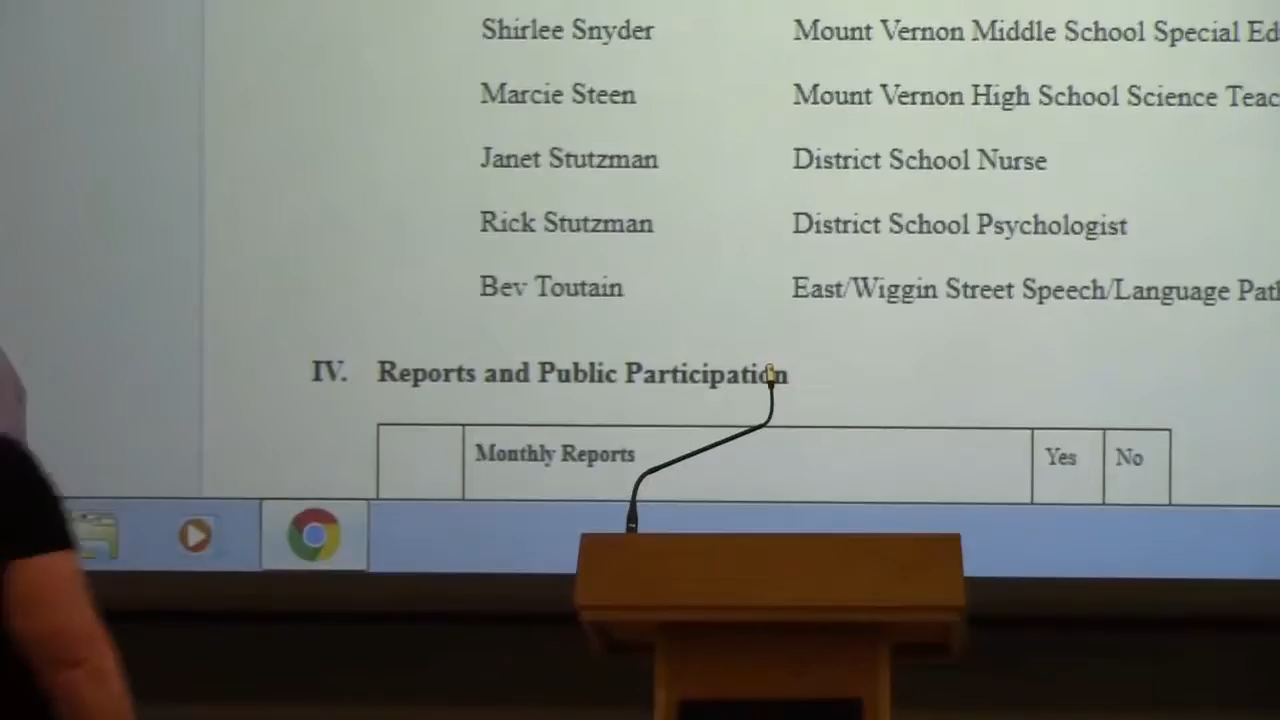 Shirlee Snyder Mount Vernon Middle School Special Ed
Marcie Steen Mount Vernon High School Science Teac
Janet Stutzman District School Nurse
Rick Stutzman District School Psychologist
Bev Toutain East/Wiggin Street Speech/Language Path
IV. Reports and Public Participation
Monthly Reports Yes No